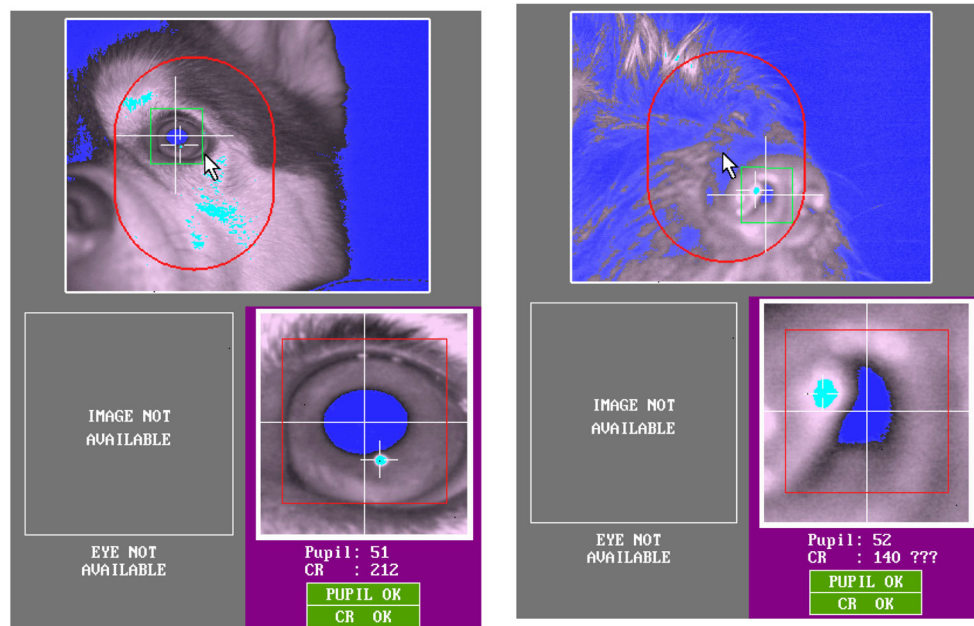 IMAGE NOT
AVAILABLE
EYE NOT
AVAILABLE
Pupil: 51
CR : 212
PUPIL OK
CR OK
IMAGE NOT
AVAILABLE
EYE NOT
AVAILABLE
Pupil: 52
CR : 140 ???
PUPIL OK
CR OK